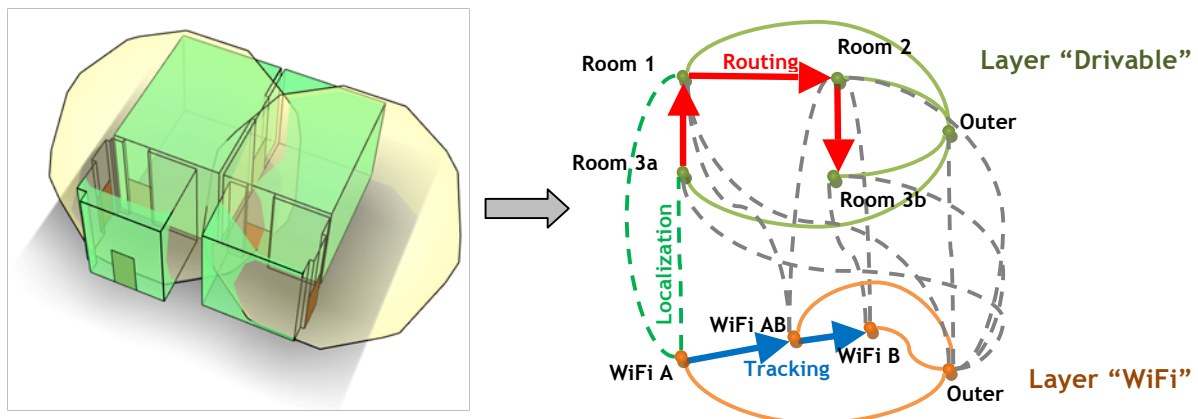 Room 2
Room 1
Routing
Layer “Drivable”
Outer
Room 3a
Room 3b
Localization
WiFi AB
WiFi B
WiFi A
Tracking
Outer
Layer “WiFi”